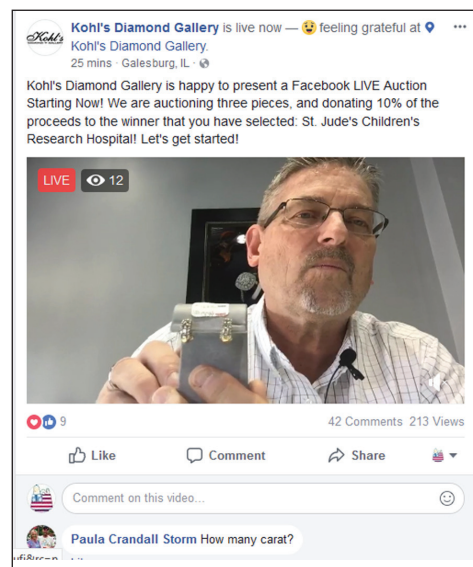 Kohl's
Kohl's Diamond Gallery is live now — 😧 feeling grateful at
Kohl's Diamond Gallery.
25 mins · Galesburg, IL ·
Kohl's Diamond Gallery is happy to present a Facebook LIVE Auction
Starting Now! We are auctioning three pieces, and donating 10% of the
proceeds to the winner that you have selected: St. Jude's Children's
Research Hospital! Let's get started!
LIVE 12
9 42 Comments 213 Views
Like Comment Share
Comment on this video...
Paula Crandall Storm How many carat?